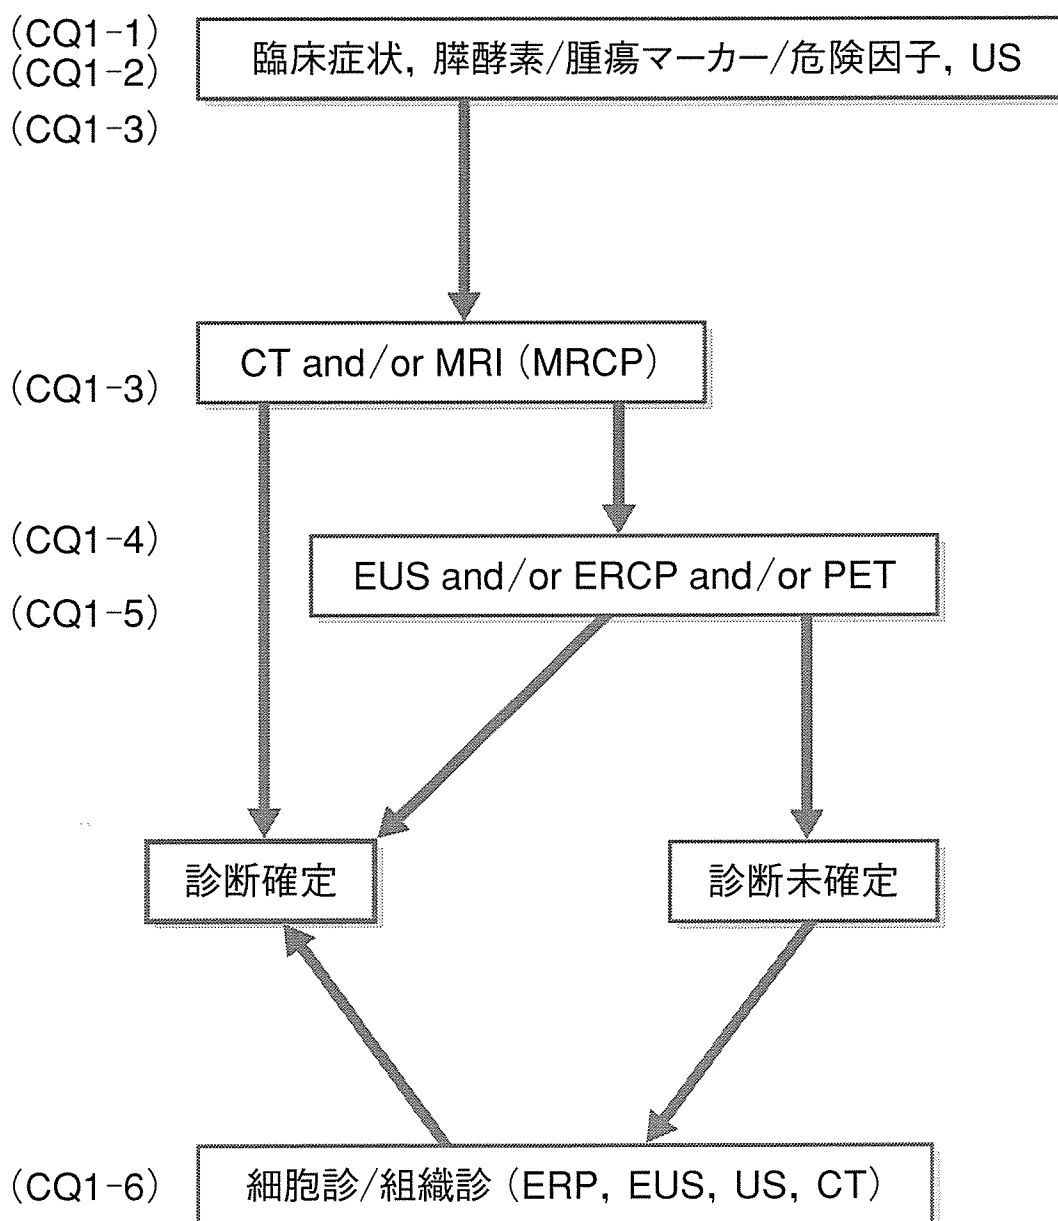 (CQ1-1)
(CQ1-2)
臨床症状, 膵酵素/腫瘍マーカー/危険因子, US
(CQ1-3)
CT and/or MRI (MRCP)
(CQ1-3)
(CQ1-4)
EUS and/or ERCP and/or PET
(CQ1-5)
診断確定
診断未確定
(CQ1-6)
細胞診/組織診 (ERP, EUS, US, CT)